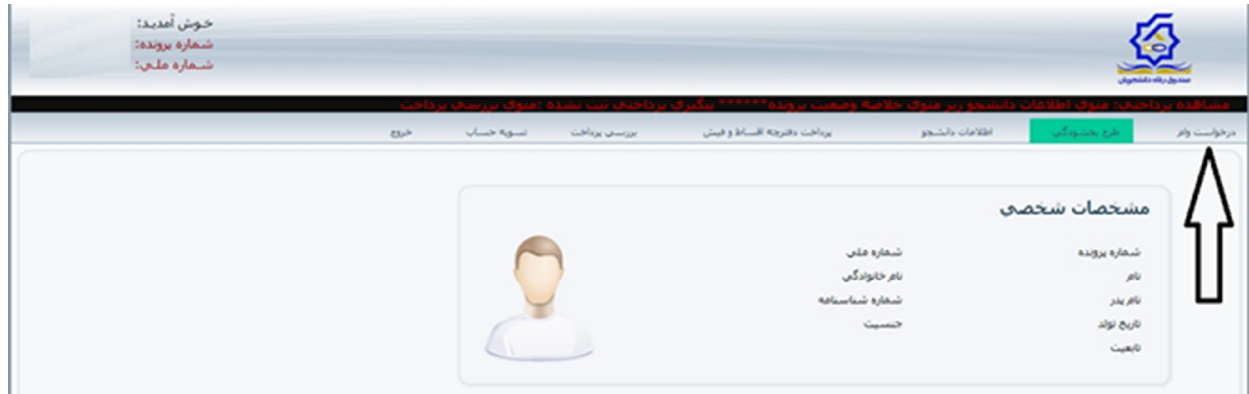 خوش آمدید:
شماره پرونده:
شماره ملی:
صندوق رفاه دانشجویان
مشاهده پرداختی: منوی اطلاعات دانشجو زیر منوی خلاصه وضعیت پرونده****** پیگیری پرداختی ثبت نشده :منوی بررسی پرداخت
درخواست وام طرح بخشودگی اطلاعات دانشجو پرداخت دفترچه اقساط و فیش بررسی پرداخت تسویه حساب خروج
مشخصات شخصی
شماره پرونده شماره ملی
نام نام خانوادگی
نام پدر شماره شناسنامه
تاریخ تولد جنسیت
تابعیت